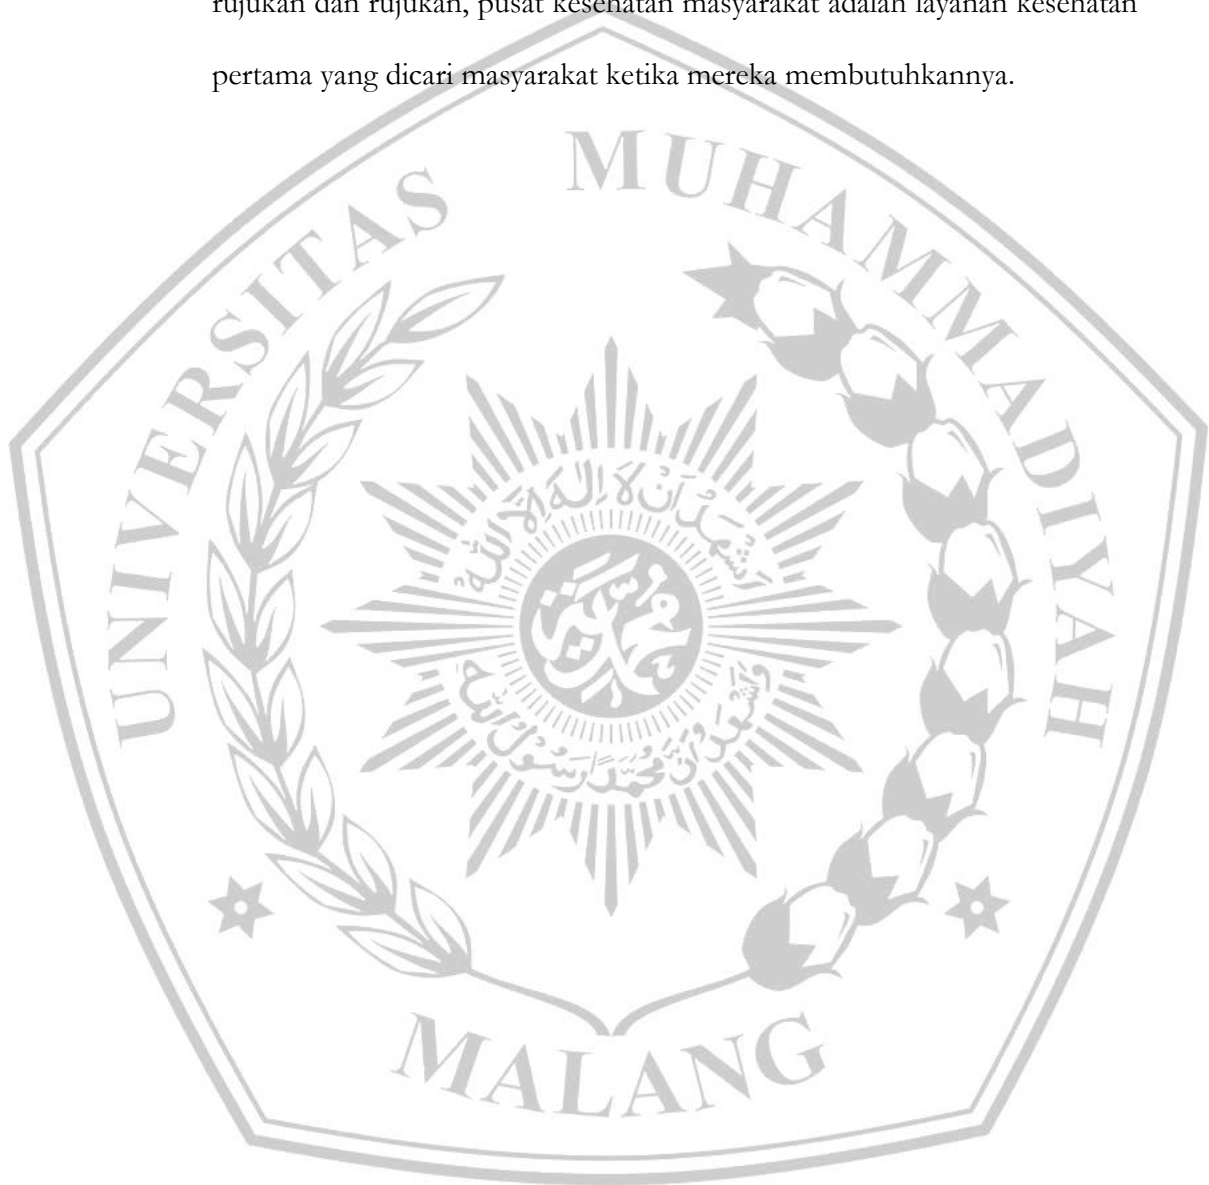 rujukan dan rujukan, pusat kesehatan masyarakat adalah layanan kesehatan
pertama yang dicari masyarakat ketika mereka membutuhkannya.
UNIVERSITAS MUHAMMADIYAH
MALANG